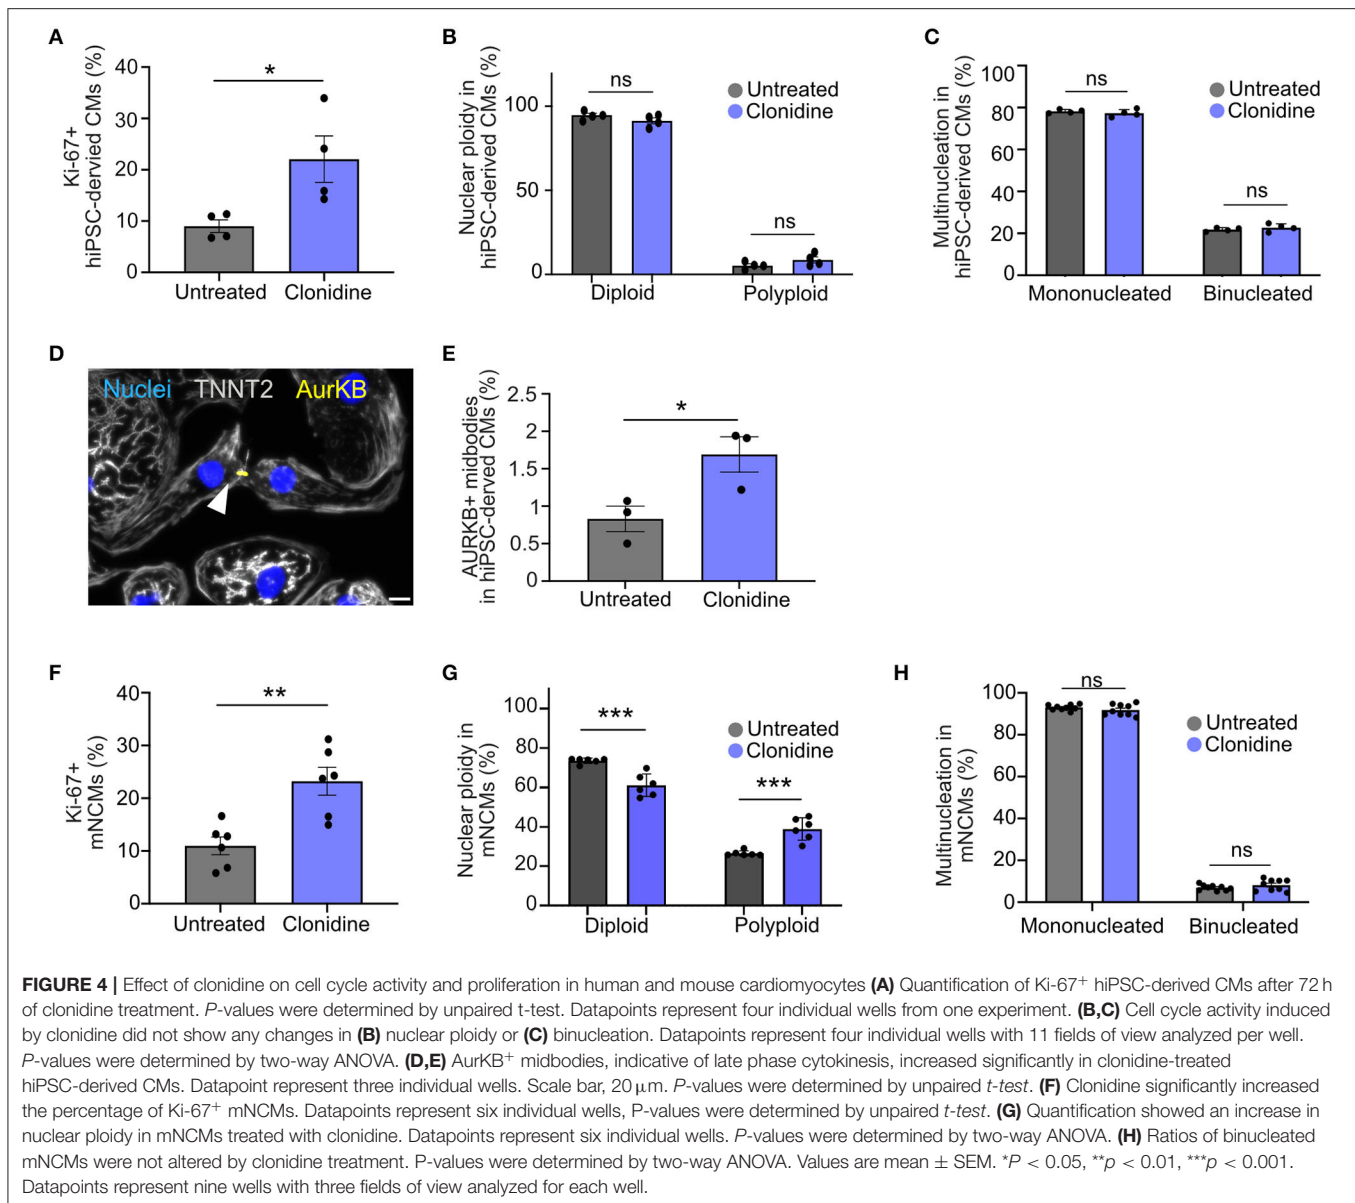 A
Ki-67+
hiPSC-dervied CMs (%)
40
30
20
10
0
*
Untreated
Clonidine
B
Nuclear ploidy in
hiPSC-derived CMs (%)
100
50
0
ns
ns
Untreated
Clonidine
Diploid
Polyploid
C
Multinucleation in
hiPSC-derived CMs (%)
80
60
80
40
20
0
ns
ns
Untreated
Clonidine
Mononucleated
Binucleated
D
Nuclei TNNT2 AurKB
E
AURKB+ midbodies
in hiPSC-derved CMs (%)
2.5
2
1.5
1
0.5
0
*
Untreated
Clonidine
F
Ki-67+
mNCMs (%)
40
30
20
10
0
**
Untreated
Clonidine
G
Nuclear ploidy in
mNCMs (%)
100
80
60
40
20
0
***
***
Untreated
Clonidine
Diploid
Polyploid
H
Multinucleation in
mNCMs (%)
100
80
60
40
20
0
ns
ns
Untreated
Clonidine
Mononucleated
Binucleated
FIGURE 4 | Effect of clonidine on cell cycle activity and proliferation in human and mouse cardiomyocytes (A) Quantification of Ki-67⁺ hiPSC-derived CMs after 72 h
of clonidine treatment. P-values were determined by unpaired t-test. Datapoints represent four individual wells from one experiment. (B,C) Cell cycle activity induced
by clonidine did not show any changes in (B) nuclear ploidy or (C) binucleation. Datapoints represent four individual wells with 11 fields of view analyzed per well.
P-values were determined by two-way ANOVA. (D,E) AurKB⁺ midbodies, indicative of late phase cytokinesis, increased significantly in clonidine-treated
hiPSC-derived CMs. Datapoint represent three individual wells. Scale bar, 20 μm. P-values were determined by unpaired t-test. (F) Clonidine significantly increased
the percentage of Ki-67⁺ mNCMs. Datapoints represent six individual wells, P-values were determined by unpaired t-test. (G) Quantification showed an increase in
nuclear ploidy in mNCMs treated with clonidine. Datapoints represent six individual wells. P-values were determined by two-way ANOVA. (H) Ratios of binucleated
mNCMs were not altered by clonidine treatment. P-values were determined by two-way ANOVA. Values are mean ± SEM. *P < 0.05, **p < 0.01, ***p < 0.001.
Datapoints represent nine wells with three fields of view analyzed for each well.